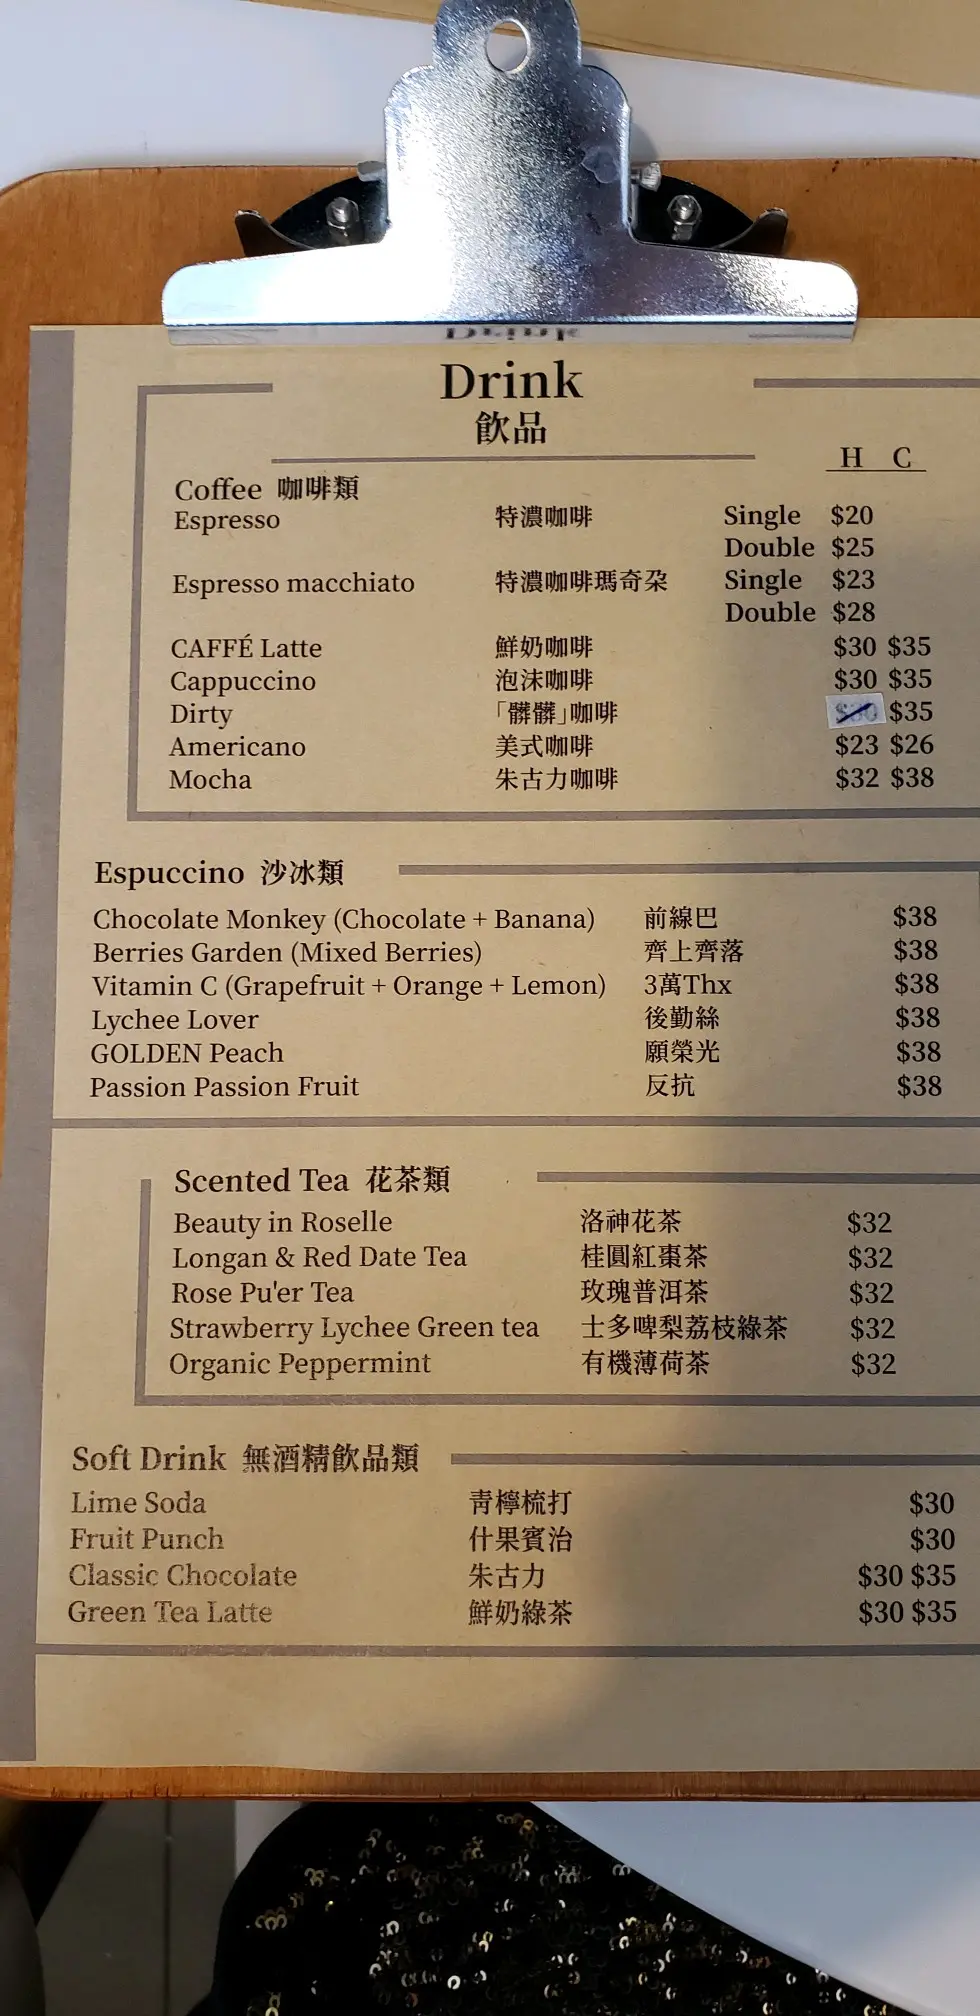 Drink
飲品
H C
Coffee 咖啡類
Espresso 特濃咖啡 Single $20
Double $25
Espresso macchiato 特濃咖啡瑪奇朶 Single $23
Double $28
CAFFÉ Latte 鮮奶咖啡 $30 $35
Cappuccino 泡沫咖啡 $30 $35
Dirty 「髒髒」咖啡 $30 $35
Americano 美式咖啡 $23 $26
Mocha 朱古力咖啡 $32 $38
Espuccino 沙冰類
Chocolate Monkey (Chocolate + Banana) 前線巴 $38
Berries Garden (Mixed Berries) 齊上齊落 $38
Vitamin C (Grapefruit + Orange + Lemon) 3萬Thx $38
Lychee Lover 後勤絲 $38
GOLDEN Peach 願榮光 $38
Passion Passion Fruit 反抗 $38
Scented Tea 花茶類
Beauty in Roselle 洛神花茶 $32
Longan & Red Date Tea 桂圓紅棗茶 $32
Rose Pu'er Tea 玫瑰普洱茶 $32
Strawberry Lychee Green tea 士多啤梨荔枝綠茶 $32
Organic Peppermint 有機薄荷茶 $32
Soft Drink 無酒精飲品類
Lime Soda 青檸梳打 $30
Fruit Punch 什果賓治 $30
Classic Chocolate 朱古力 $30 $35
Green Tea Latte 鮮奶綠茶 $30 $35